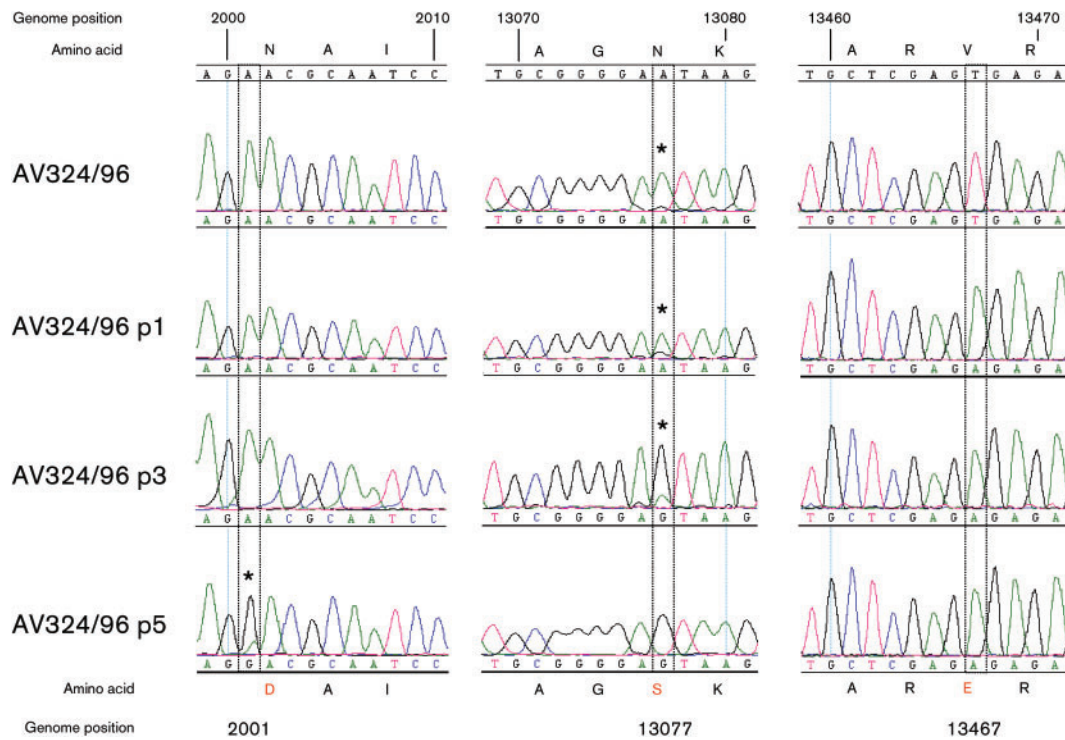 Genome position 2000 2010 13070 13080 13460 13470
Amino acid N A I A G N K A R V R
A G A A C G C A A T C C T G C G G G G A A T A A G T G C T C G A G T G A G A
AV324/96 * 
A G A A C G C A A T C C T G C G G G G A A T A A G T G C T C G A G T G A G A
AV324/96 p1 *
A G A A C G C A A T C C T G C G G G G A A T A A G T G C T C G A G A G A G A
AV324/96 p3 *
A G A A C G C A A T C C T G C G G G G A G T A A G T G C T C G A G A G A G A
AV324/96 p5 *
A G G A C G C A A T C C T G C G G G G A G T A A G T G C T C G A G A G A G A
Amino acid D A I A G S K A R E R
Genome position 2001 13077 13467